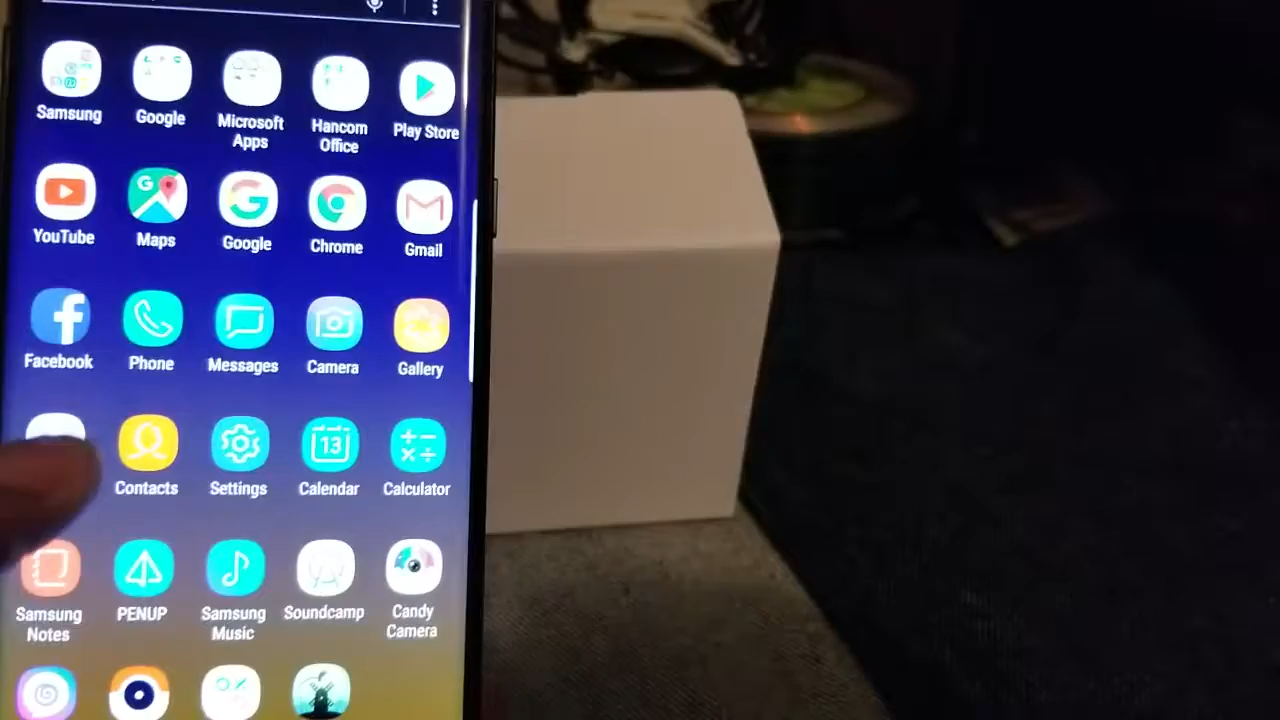 Samsung
Google
Microsoft
Apps
Hancom
Office
Play Store
YouTube
Maps
Google
Chrome
Gmail
Facebook
Phone
Messages
Camera
Gallery
Contacts
Settings
13
Calendar
Calculator
Samsung
Notes
PENUP
Samsung
Music
Soundcamp
Candy
Camera